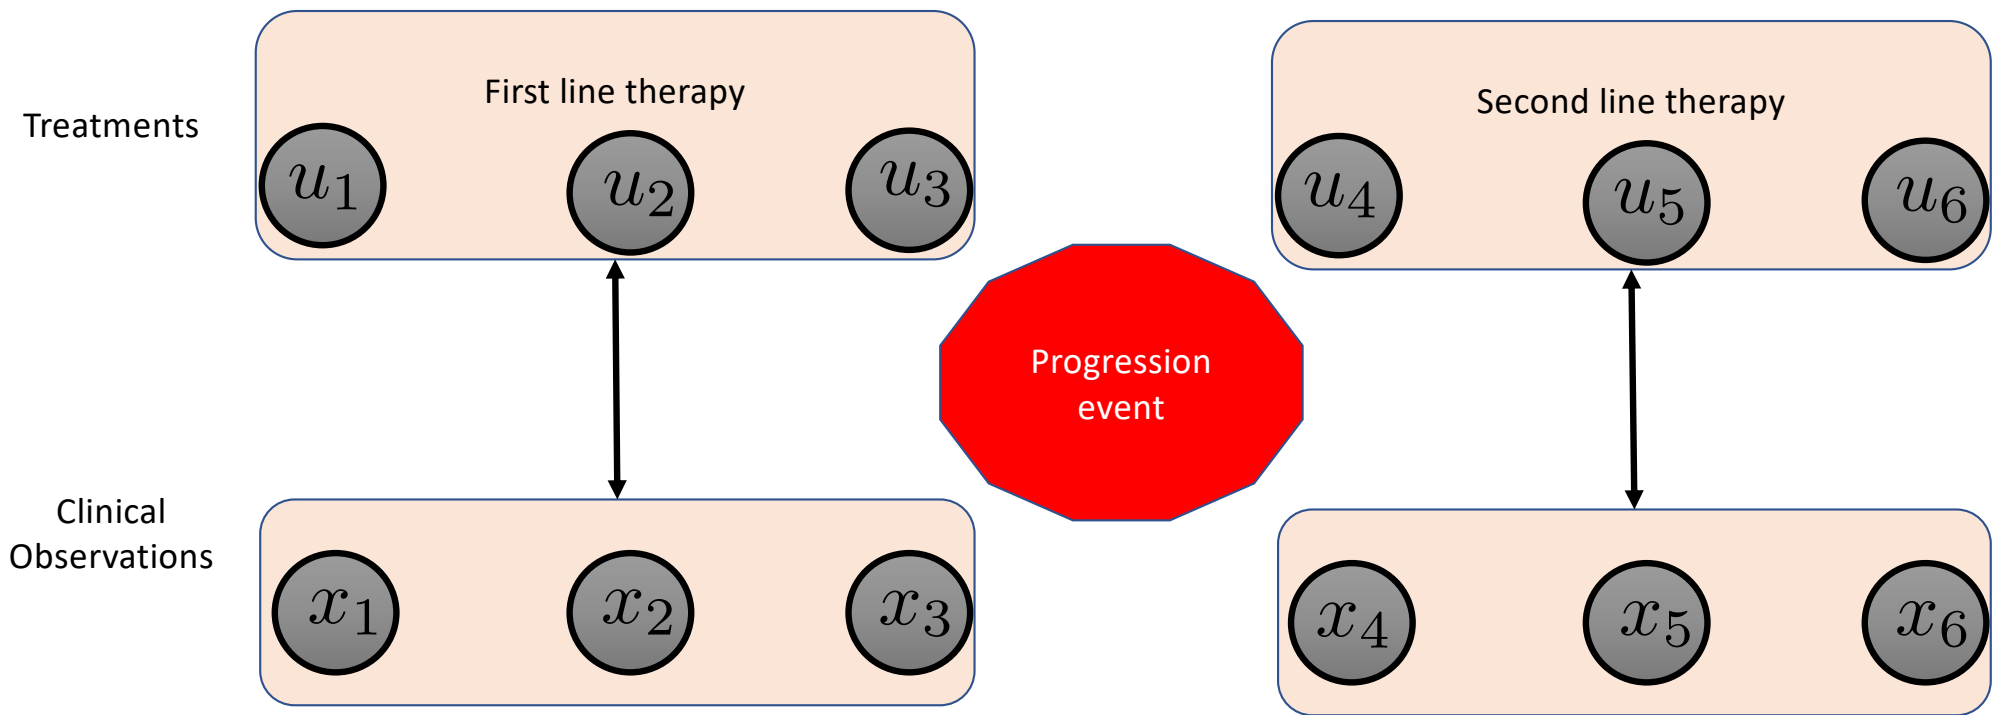 Treatments
First line therapy
u₁ u₂ u₃
Second line therapy
u₄ u₅ u₆
Progression
event
Clinical
Observations
x₁ x₂ x₃
x₄ x₅ x₆